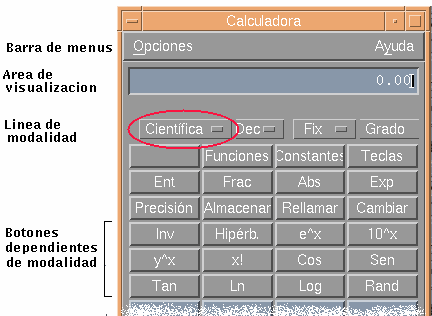 Calculadora
Barra de menus
Opciones Ayuda
Area de
visualizacion
0.00
Linea de
modalidad
Científica Dec Fix Grado
Funciones Constantes Teclas
Ent Frac Abs Exp
Precisión Almacenar Rellamar Cambiar
Botones
dependientes
de modalidad
Inv Hipérb. e^x 10^x
y^x x! Cos Sen
Tan Ln Log Rand